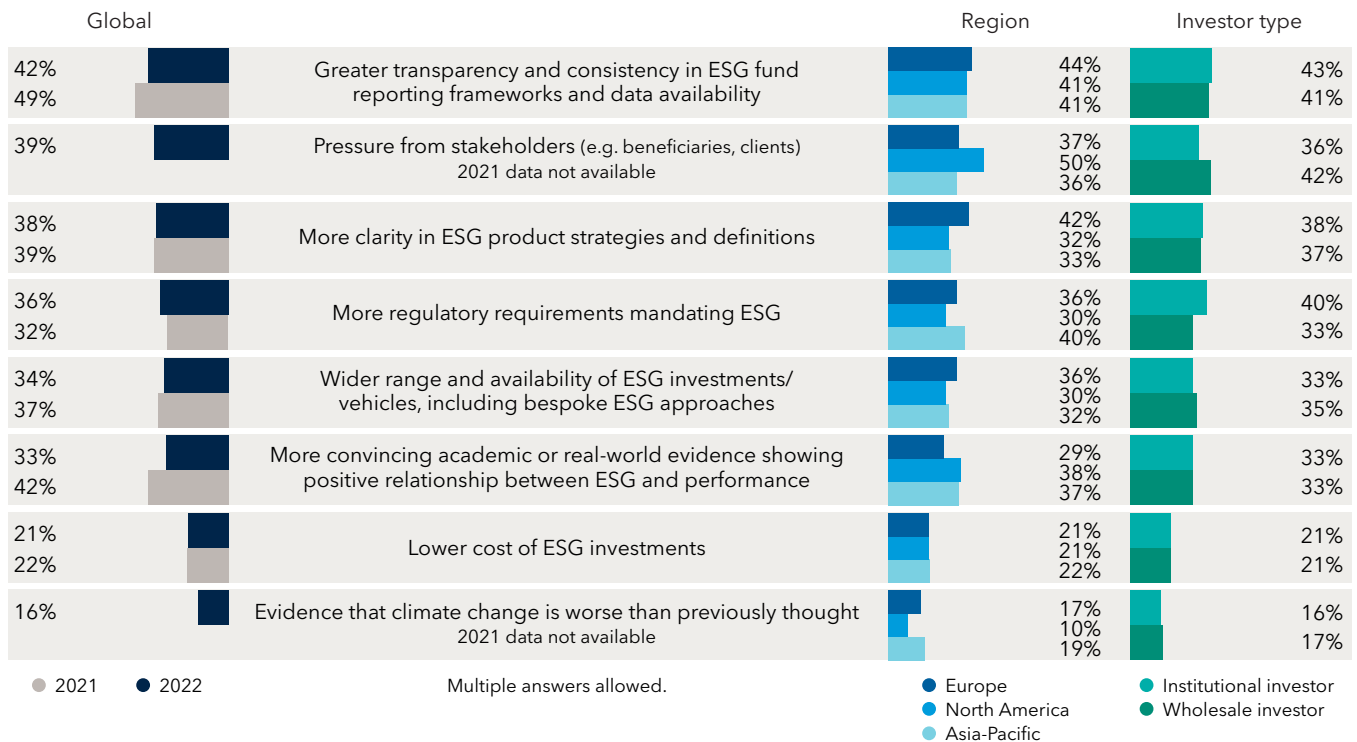 Global
Region
Investor type
42%
49%
Greater transparency and consistency in ESG fund
reporting frameworks and data availability
44%
41%
41%
43%
41%
39%
Pressure from stakeholders (e.g. beneficiaries, clients)
2021 data not available
37%
50%
36%
36%
42%
38%
39%
More clarity in ESG product strategies and definitions
42%
32%
33%
38%
37%
36%
32%
More regulatory requirements mandating ESG
36%
30%
40%
40%
33%
34%
37%
Wider range and availability of ESG investments/
vehicles, including bespoke ESG approaches
36%
30%
32%
33%
35%
33%
42%
More convincing academic or real-world evidence showing
positive relationship between ESG and performance
29%
38%
37%
33%
33%
21%
22%
Lower cost of ESG investments
21%
21%
22%
21%
21%
16%
Evidence that climate change is worse than previously thought
2021 data not available
17%
10%
19%
16%
17%
2021
2022
Multiple answers allowed.
Europe
North America
Asia-Pacific
Institutional investor
Wholesale investor